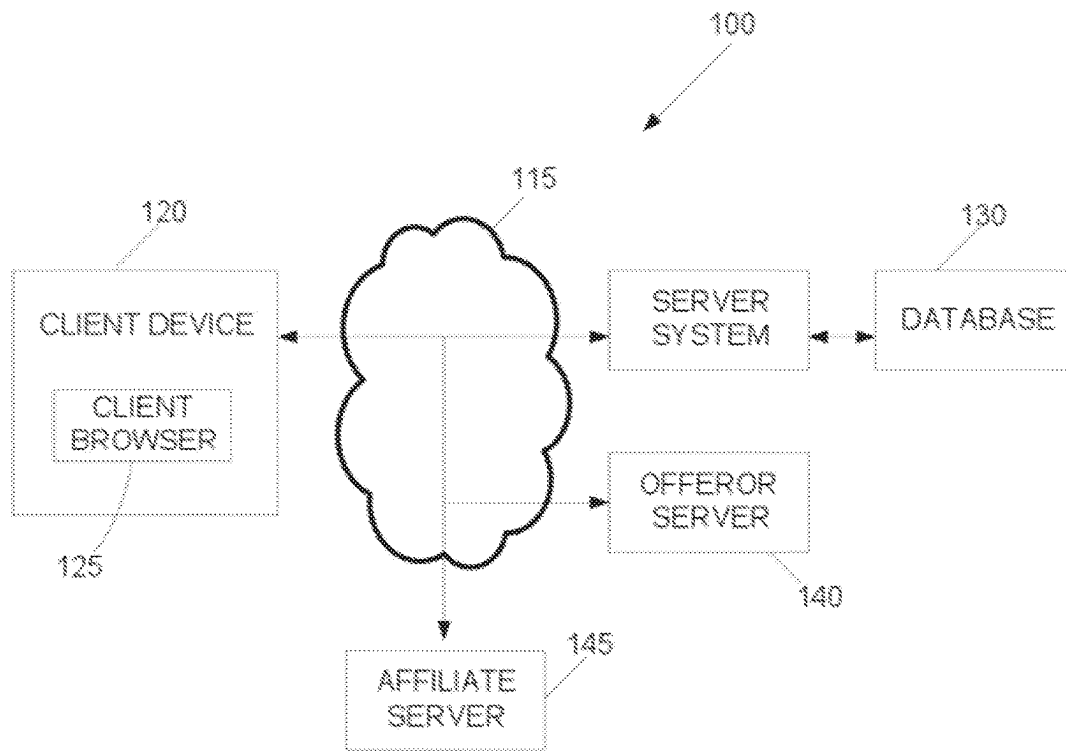 100
115
120
130
CLIENT DEVICE
SERVER
SYSTEM
DATABASE
CLIENT
BROWSER
OFFEROR
SERVER
125
140
145
AFFILIATE
SERVER